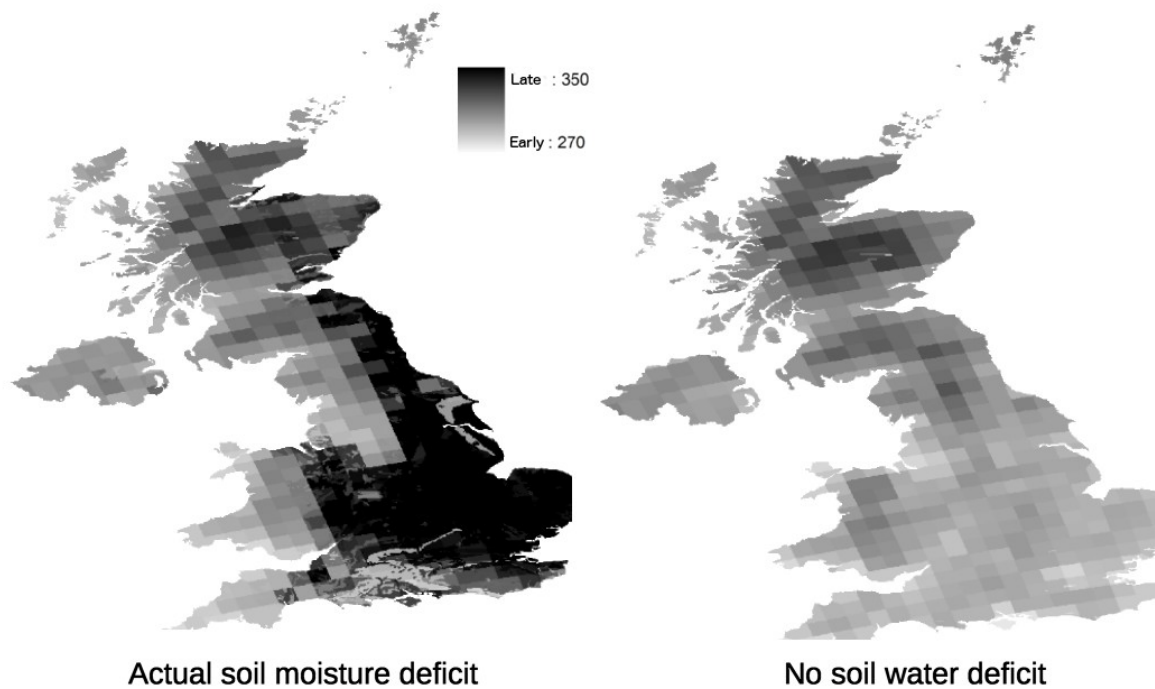 Late : 350
Early : 270
Actual soil moisture deficit
No soil water deficit